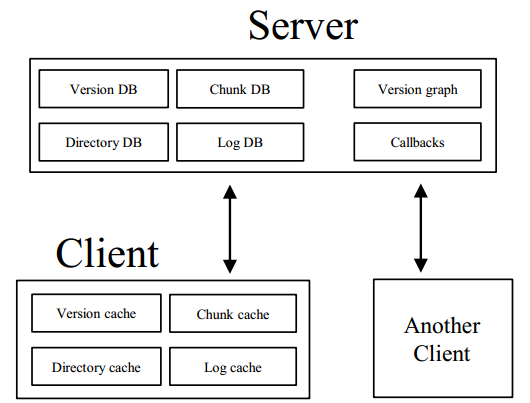 Server
Version DB
Chunk DB
Version graph
Directory DB
Log DB
Callbacks
Client
Version cache
Chunk cache
Directory cache
Log cache
Another
Client